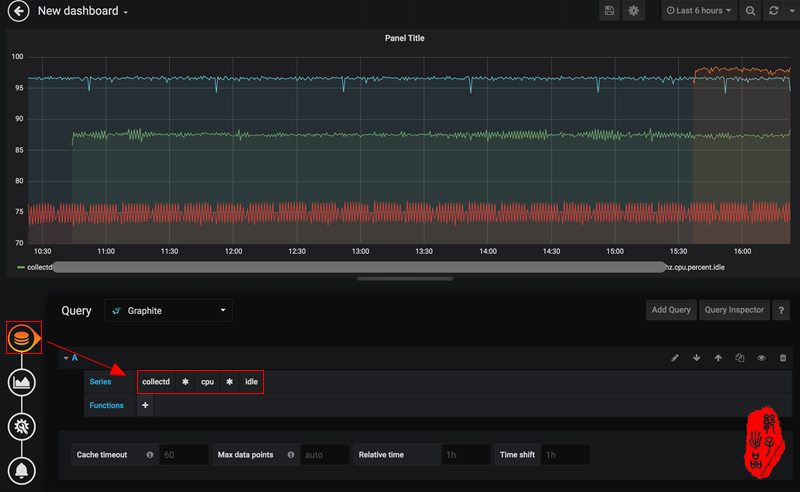 New dashboard
Last 6 hours
Panel Title
100
95
90
85
80
75
70
10:30 11:00 11:30 12:00 12:30 13:00 13:30 14:00 14:30 15:00 15:30 16:00
collectd hz.cpu.percent.idle
Query Graphite Add Query Query Inspector ?
A
Series collectd * cpu * idle
Functions +
Cache timeout 60 Max data points auto Relative time 1h Time shift 1h